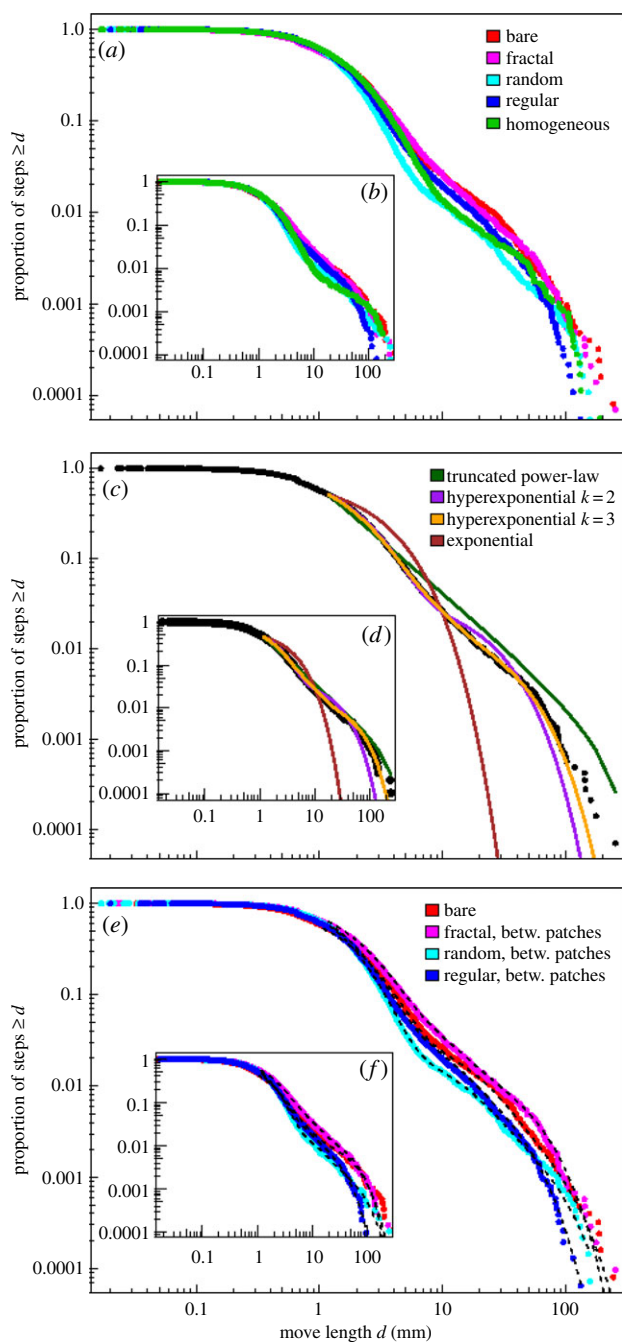 1.0
(a)
bare
fractal
random
regular
homogeneous
0.1
0.01
0.001
0.0001
proportion of steps ≥ d
1
(b)
0.1
0.01
0.001
0.0001
0.1 1 10 100
1.0
(c)
truncated power-law
hyperexponential k = 2
hyperexponential k = 3
exponential
0.1
0.01
0.001
0.0001
proportion of steps ≥ d
1
(d)
0.1
0.01
0.001
0.0001
0.1 1 10 100
1.0
(e)
bare
fractal, betw. patches
random, betw. patches
regular, betw. patches
0.1
0.01
0.001
0.0001
proportion of steps ≥ d
1
(f)
0.1
0.01
0.001
0.0001
0.1 1 10 100
0.1 1 10 100
move length d (mm)